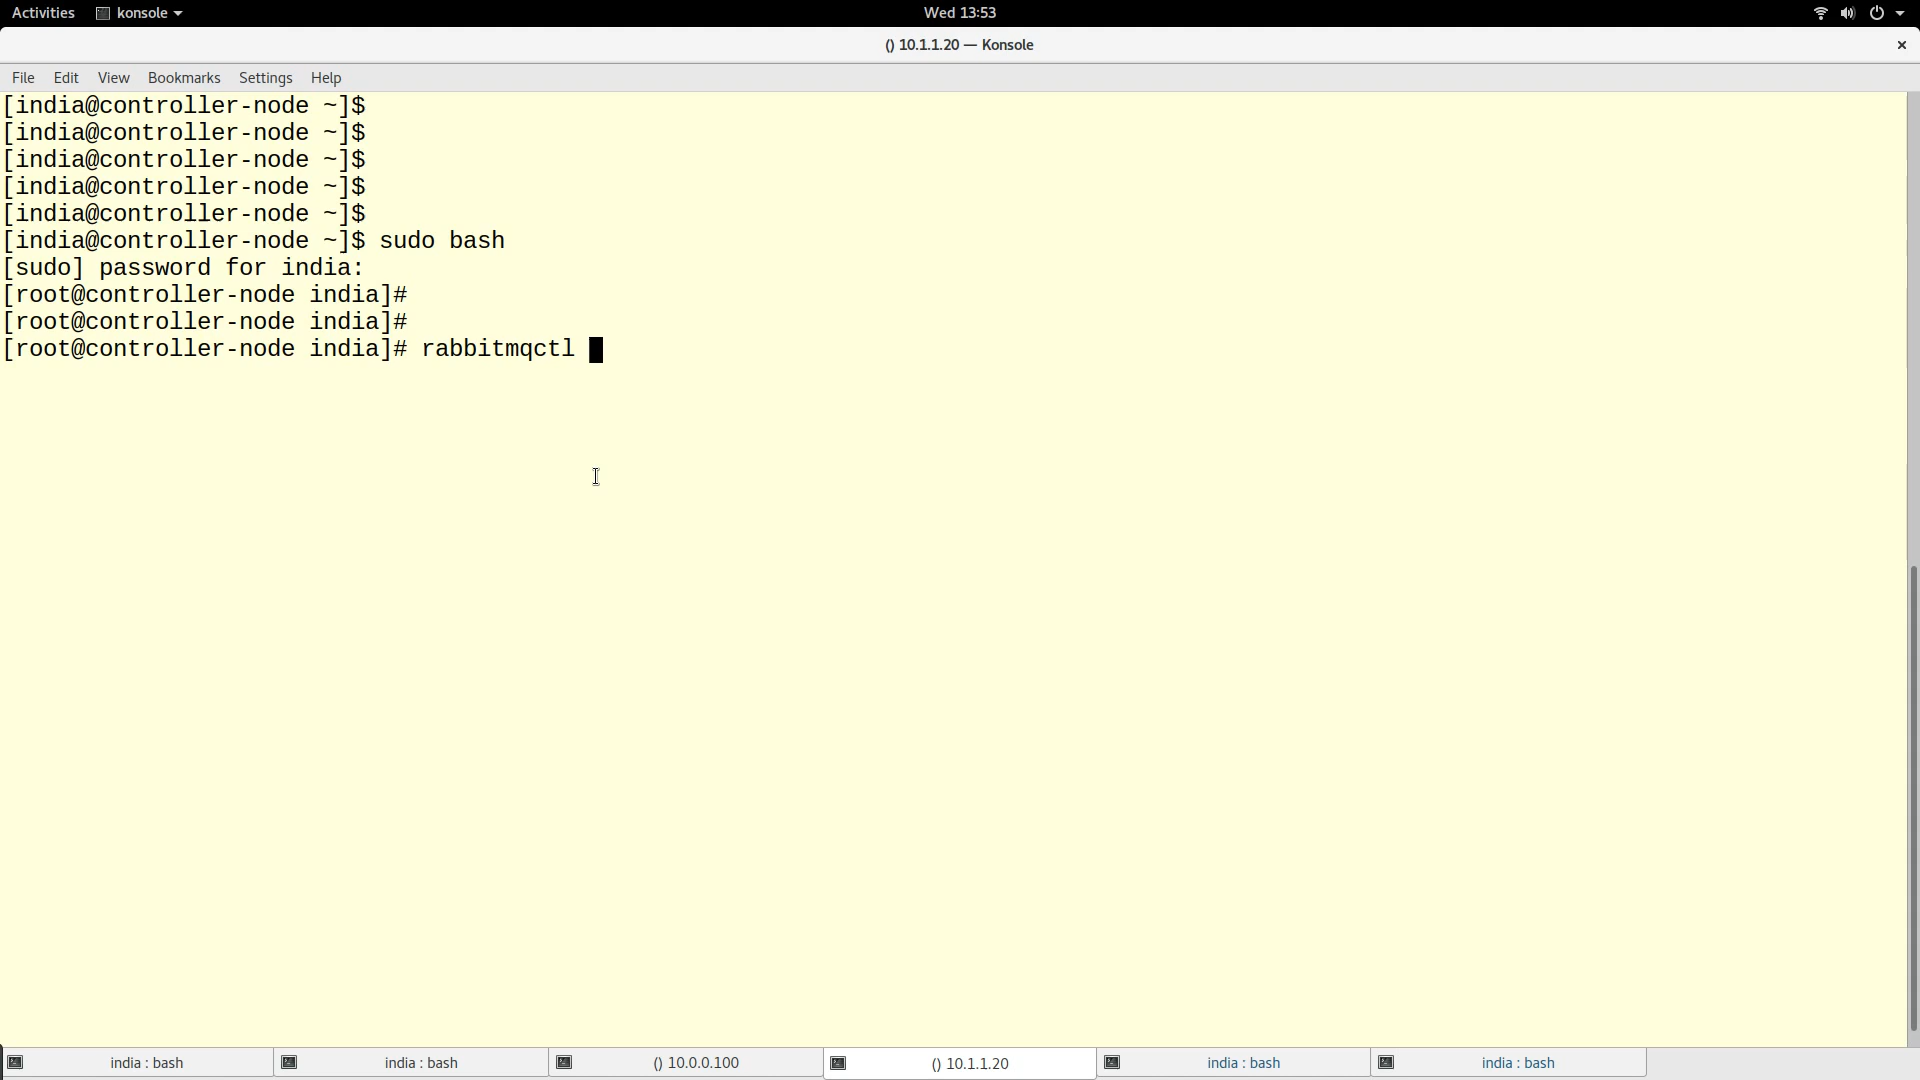 Activities konsole Wed 13:53
() 10.1.1.20 — Konsole
File Edit View Bookmarks Settings Help
[india@controller-node ~]$
[india@controller-node ~]$
[india@controller-node ~]$
[india@controller-node ~]$
[india@controller-node ~]$
[india@controller-node ~]$ sudo bash
[sudo] password for india:
[root@controller-node india]#
[root@controller-node india]#
[root@controller-node india]# rabbitmqctl
india : bash india : bash () 10.0.0.100 () 10.1.1.20 india : bash india : bash